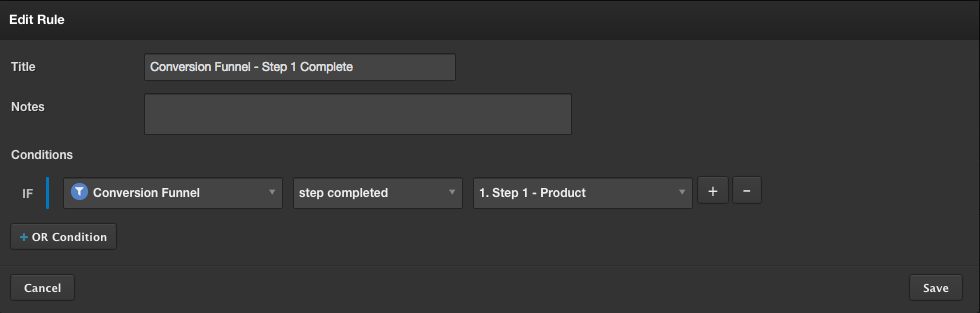 Edit Rule
Title Conversion Funnel - Step 1 Complete
Notes
Conditions
IF Conversion Funnel step completed 1. Step 1 - Product + -
+ OR Condition
Cancel Save